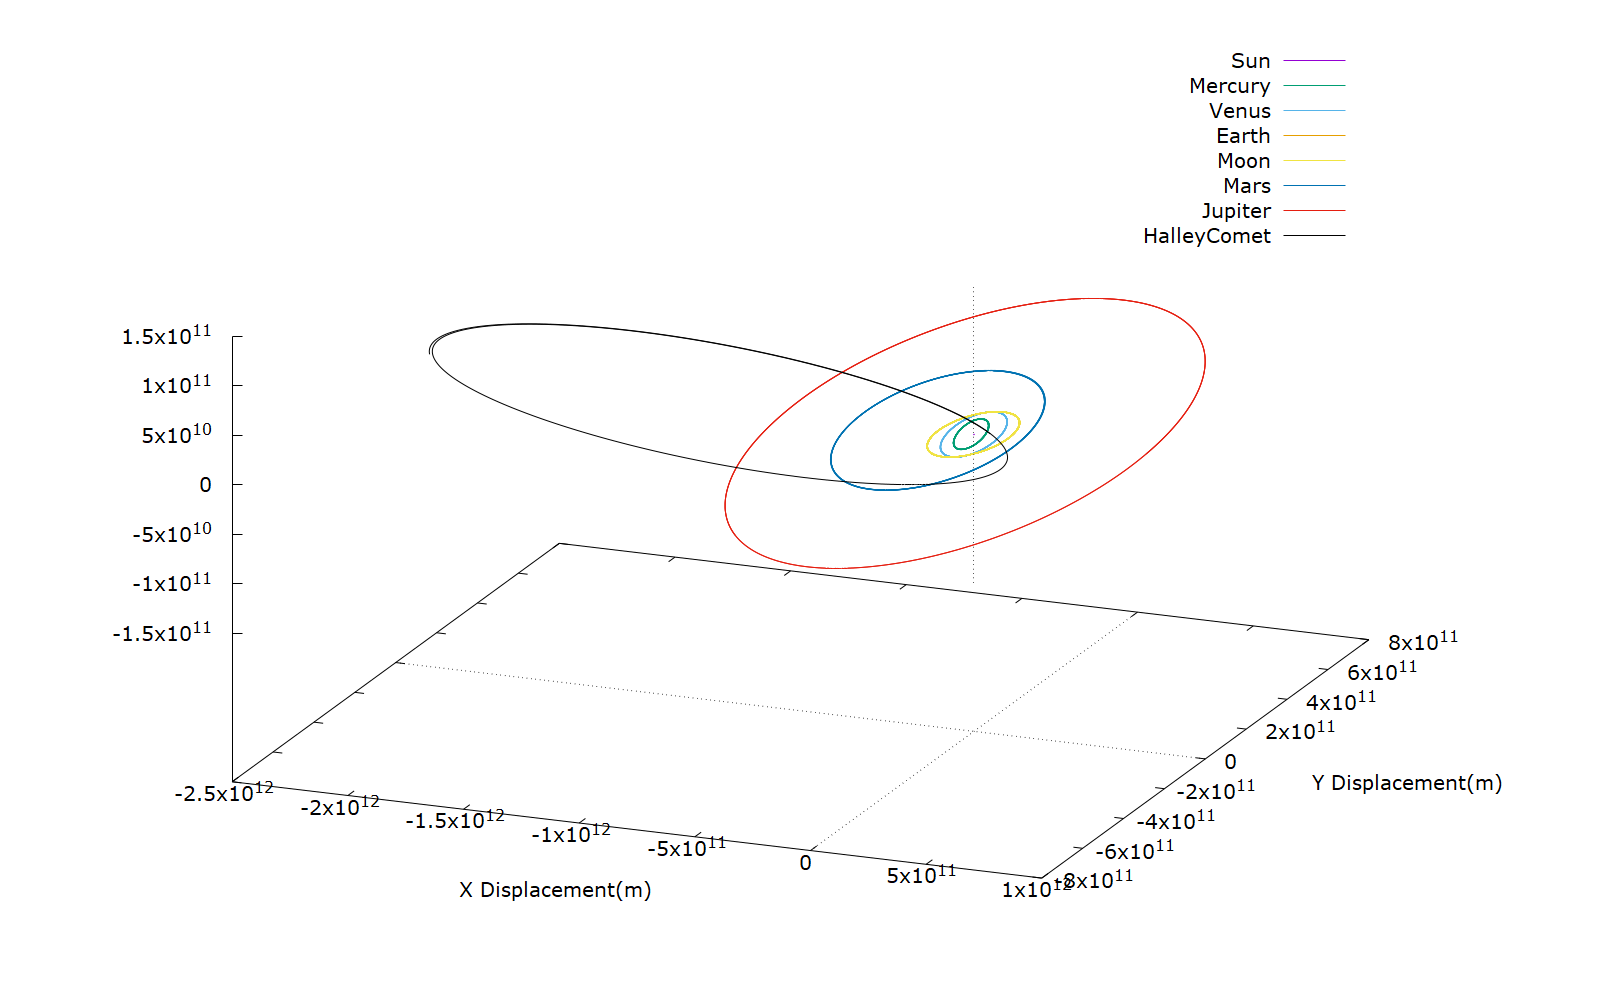 Sun
Mercury
Venus
Earth
Moon
Mars
Jupiter
HalleyComet
1.5x10^11
1x10^11
5x10^10
0
-5x10^10
-1x10^11
-1.5x10^11
8x10^11
6x10^11
4x10^11
2x10^11
0
-2x10^11
-4x10^11
-6x10^11
-8x10^11
Y Displacement(m)
-2.5x10^12
-2x10^12
-1.5x10^12
-1x10^12
-5x10^11
0
5x10^11
1x10^12
X Displacement(m)